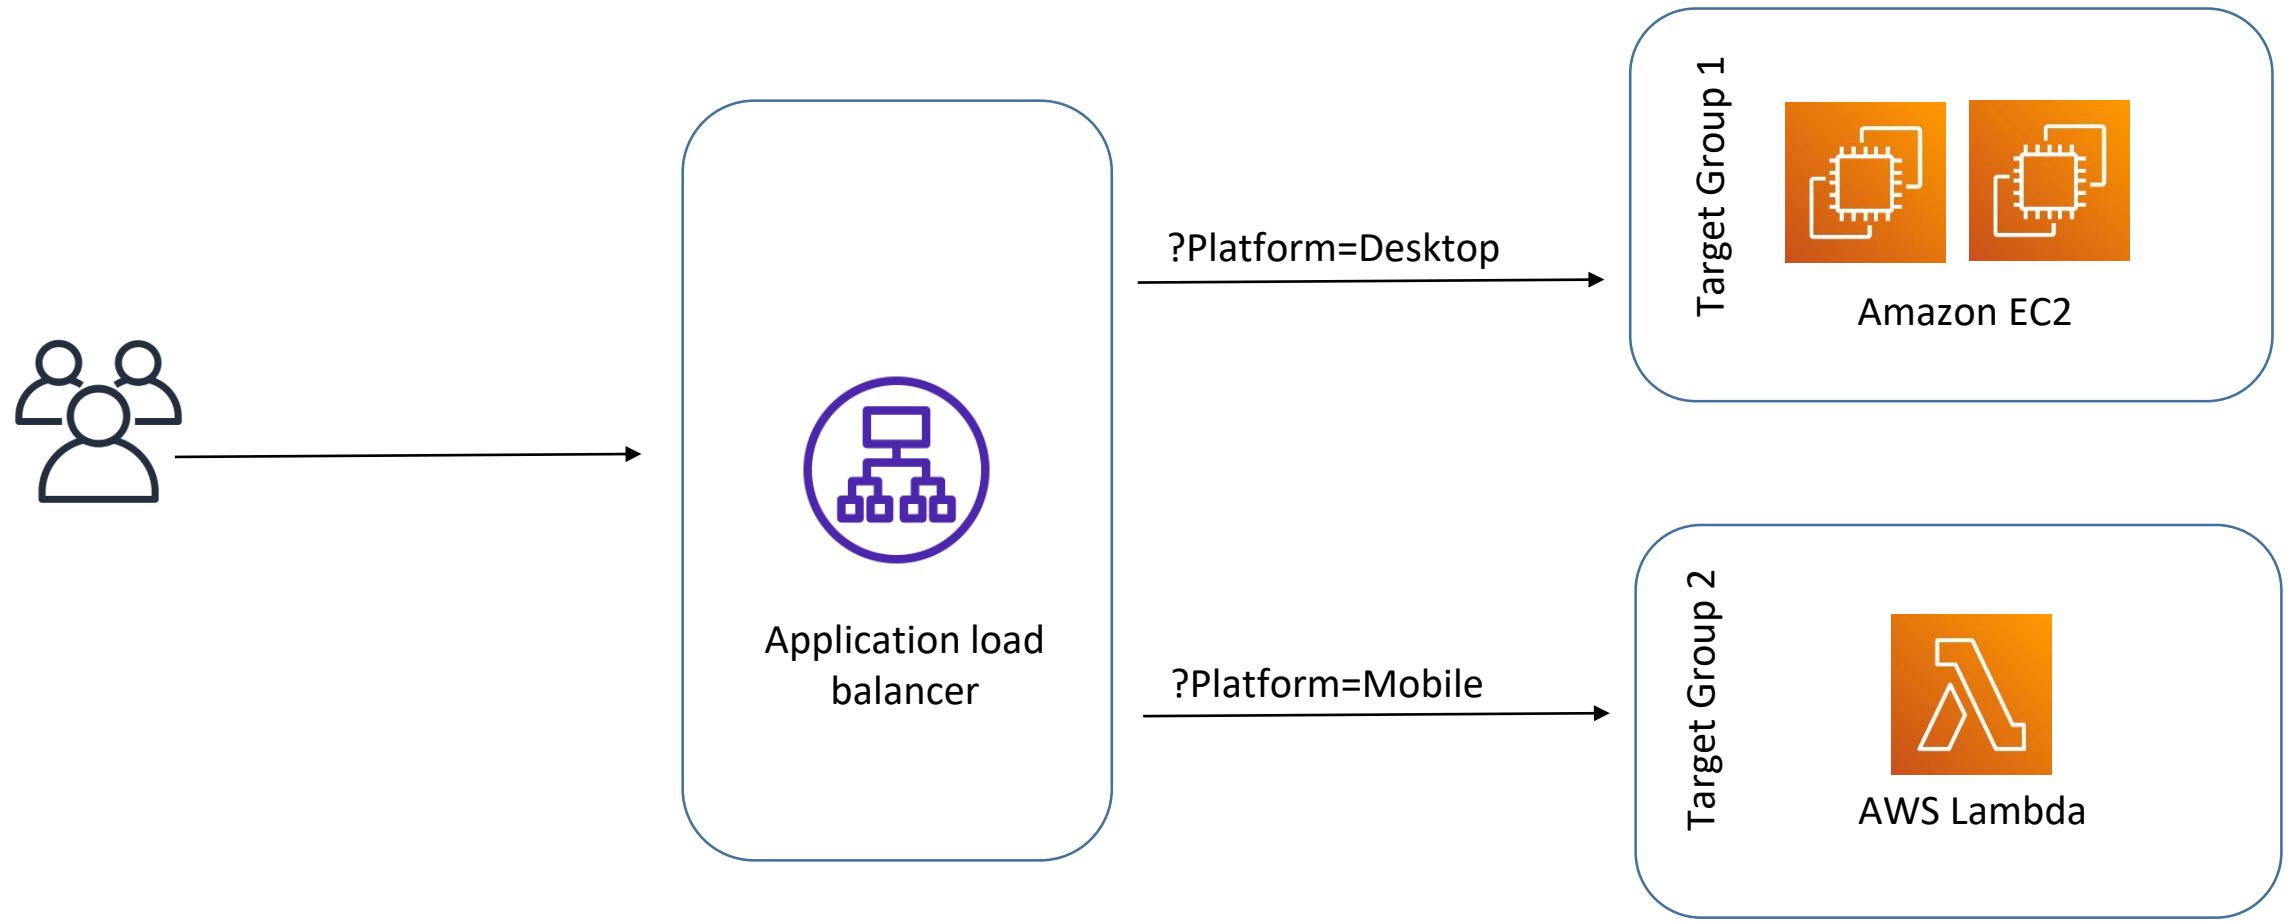 Application load
balancer
?Platform=Desktop
Target Group 1
Amazon EC2
?Platform=Mobile
Target Group 2
AWS Lambda